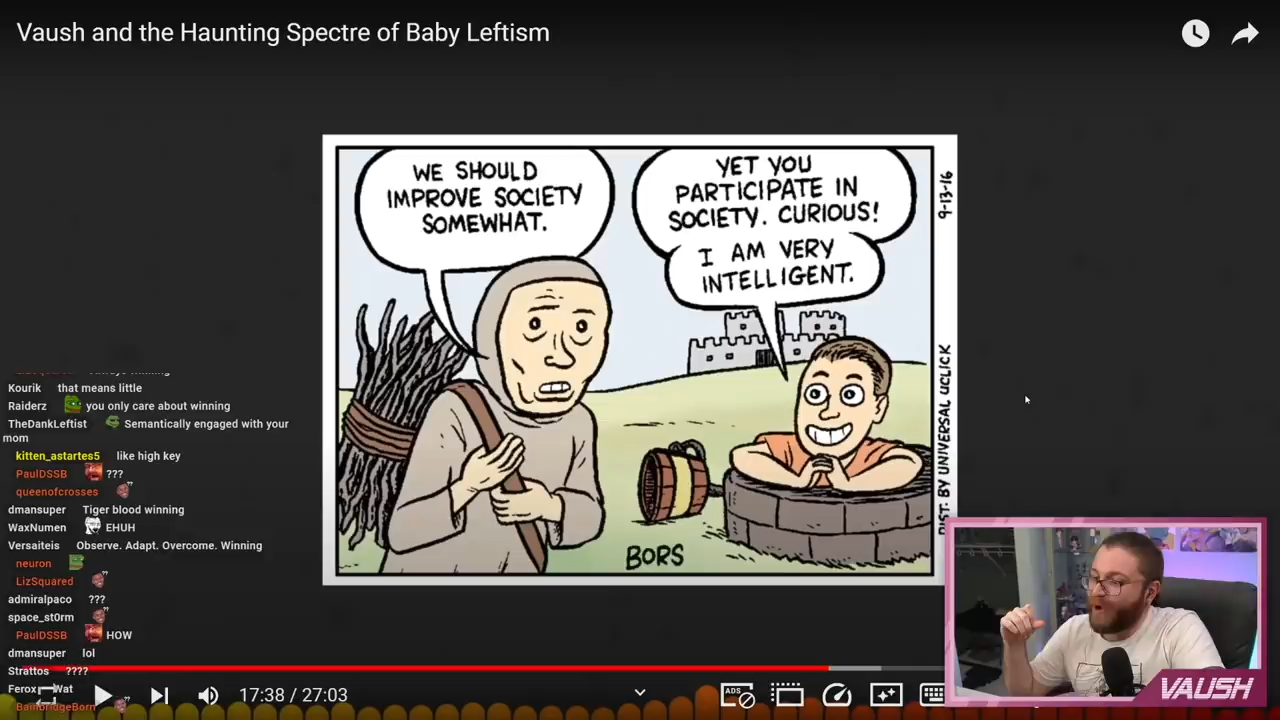 Vaush and the Haunting Spectre of Baby Leftism
WE SHOULD
IMPROVE SOCIETY
SOMEWHAT.
YET YOU
PARTICIPATE IN
SOCIETY. CURIOUS!
I AM VERY
INTELLIGENT.
9-13-16
DIST. BY UNIVERSAL UCLICK
BORS
Kourik that means little
Raiderz you only care about winning
TheDankLeftist Semantically engaged with your
mom
kitten_astartes5 like high key
PaulDSSB ???
queenofcrosses
dmansuper Tiger blood winning
WaxNumen EHUH
Versaiteis Observe. Adapt. Overcome. Winning
neuron
LizSquared
admiralpaco ???
space_st0rm
PaulDSSB HOW
dmansuper lol
Strattos ????
Ferox Wat
BainbridgeBorn
17:38 / 27:03
ADS
VAUSH